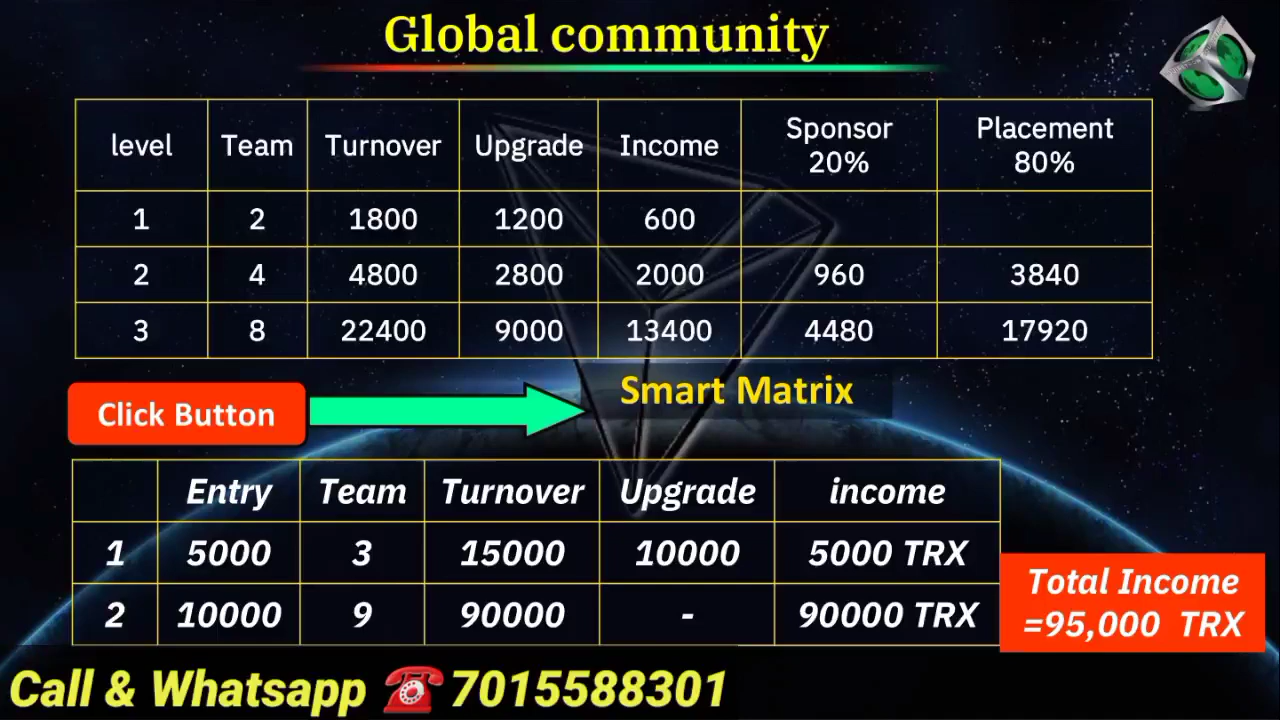 Global community
level Team Turnover Upgrade Income Sponsor 20% Placement 80%
1 2 1800 1200 600
2 4 4800 2800 2000 960 3840
3 8 22400 9000 13400 4480 17920
Click Button
Smart Matrix
Entry Team Turnover Upgrade income
1 5000 3 15000 10000 5000 TRX
2 10000 9 90000 - 90000 TRX
Total Income
=95,000 TRX
Call & Whatsapp ☎️ 7015588301